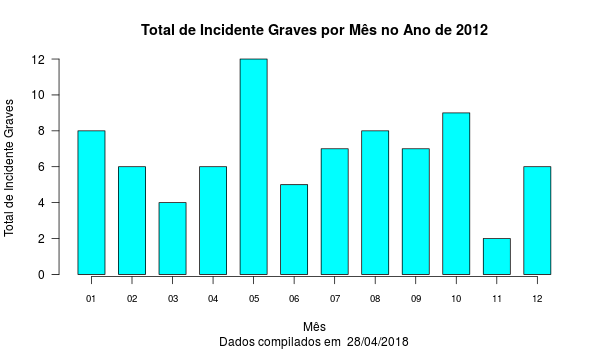 Total de Incidente Graves por Mês no Ano de 2012
Total de Incidente Graves
12
10
8
6
4
2
0
01 02 03 04 05 06 07 08 09 10 11 12
Mês
Dados compilados em 28/04/2018